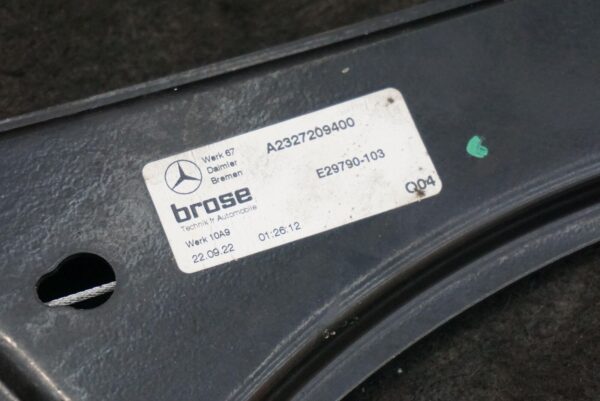 Werk 67
Daimler
Bremen
A2327209400
brose
Technik fr Automobile
E29790-103
Werk 10A9
22.09.22
01:26:12
Q04